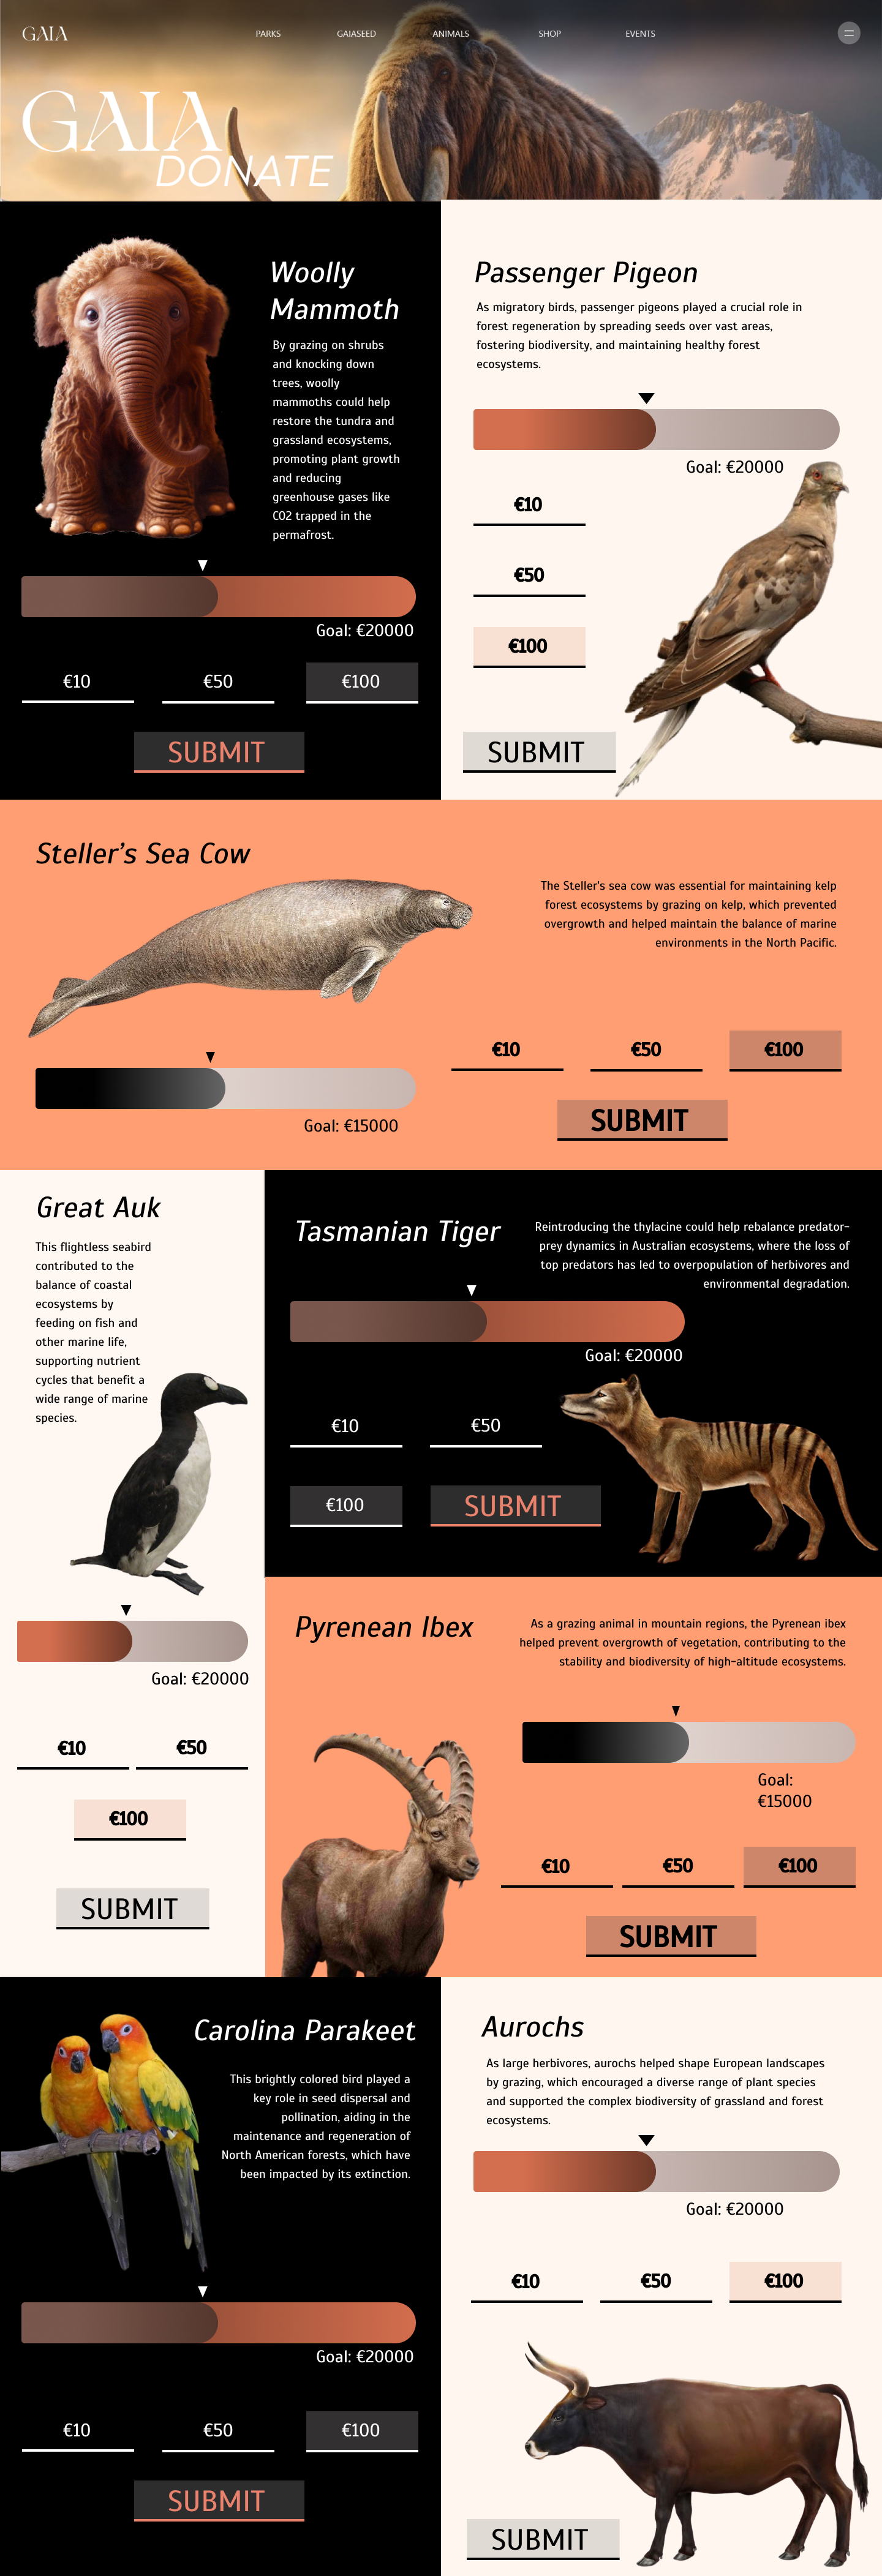 GAIA
PARKS
GAIASEED
ANIMALS
SHOP
EVENTS
GAIA
DONATE
Woolly
Mammoth
By grazing on shrubs
and knocking down
trees, woolly
mammoths could help
restore the tundra and
grassland ecosystems,
promoting plant growth
and reducing
greenhouse gases like
CO2 trapped in the
permafrost.
Goal: €20000
€10
€50
€100
SUBMIT
Passenger Pigeon
As migratory birds, passenger pigeons played a crucial role in
forest regeneration by spreading seeds over vast areas,
fostering biodiversity, and maintaining healthy forest
ecosystems.
Goal: €20000
€10
€50
€100
SUBMIT
Steller's Sea Cow
The Steller's sea cow was essential for maintaining kelp
forest ecosystems by grazing on kelp, which prevented
overgrowth and helped maintain the balance of marine
environments in the North Pacific.
Goal: €15000
€10
€50
€100
SUBMIT
Great Auk
This flightless seabird
contributed to the
balance of coastal
ecosystems by
feeding on fish and
other marine life,
supporting nutrient
cycles that benefit a
wide range of marine
species.
Goal: €20000
€10
€50
€100
SUBMIT
Tasmanian Tiger
Reintroducing the thylacine could help rebalance predator-
prey dynamics in Australian ecosystems, where the loss of
top predators has led to overpopulation of herbivores and
environmental degradation.
Goal: €20000
€10
€50
€100
SUBMIT
Pyrenean Ibex
As a grazing animal in mountain regions, the Pyrenean ibex
helped prevent overgrowth of vegetation, contributing to the
stability and biodiversity of high-altitude ecosystems.
Goal:
€15000
€10
€50
€100
SUBMIT
Carolina Parakeet
This brightly colored bird played a
key role in seed dispersal and
pollination, aiding in the
maintenance and regeneration of
North American forests, which have
been impacted by its extinction.
Goal: €20000
€10
€50
€100
SUBMIT
Aurochs
As large herbivores, aurochs helped shape European landscapes
by grazing, which encouraged a diverse range of plant species
and supported the complex biodiversity of grassland and forest
ecosystems.
Goal: €20000
€10
€50
€100
SUBMIT